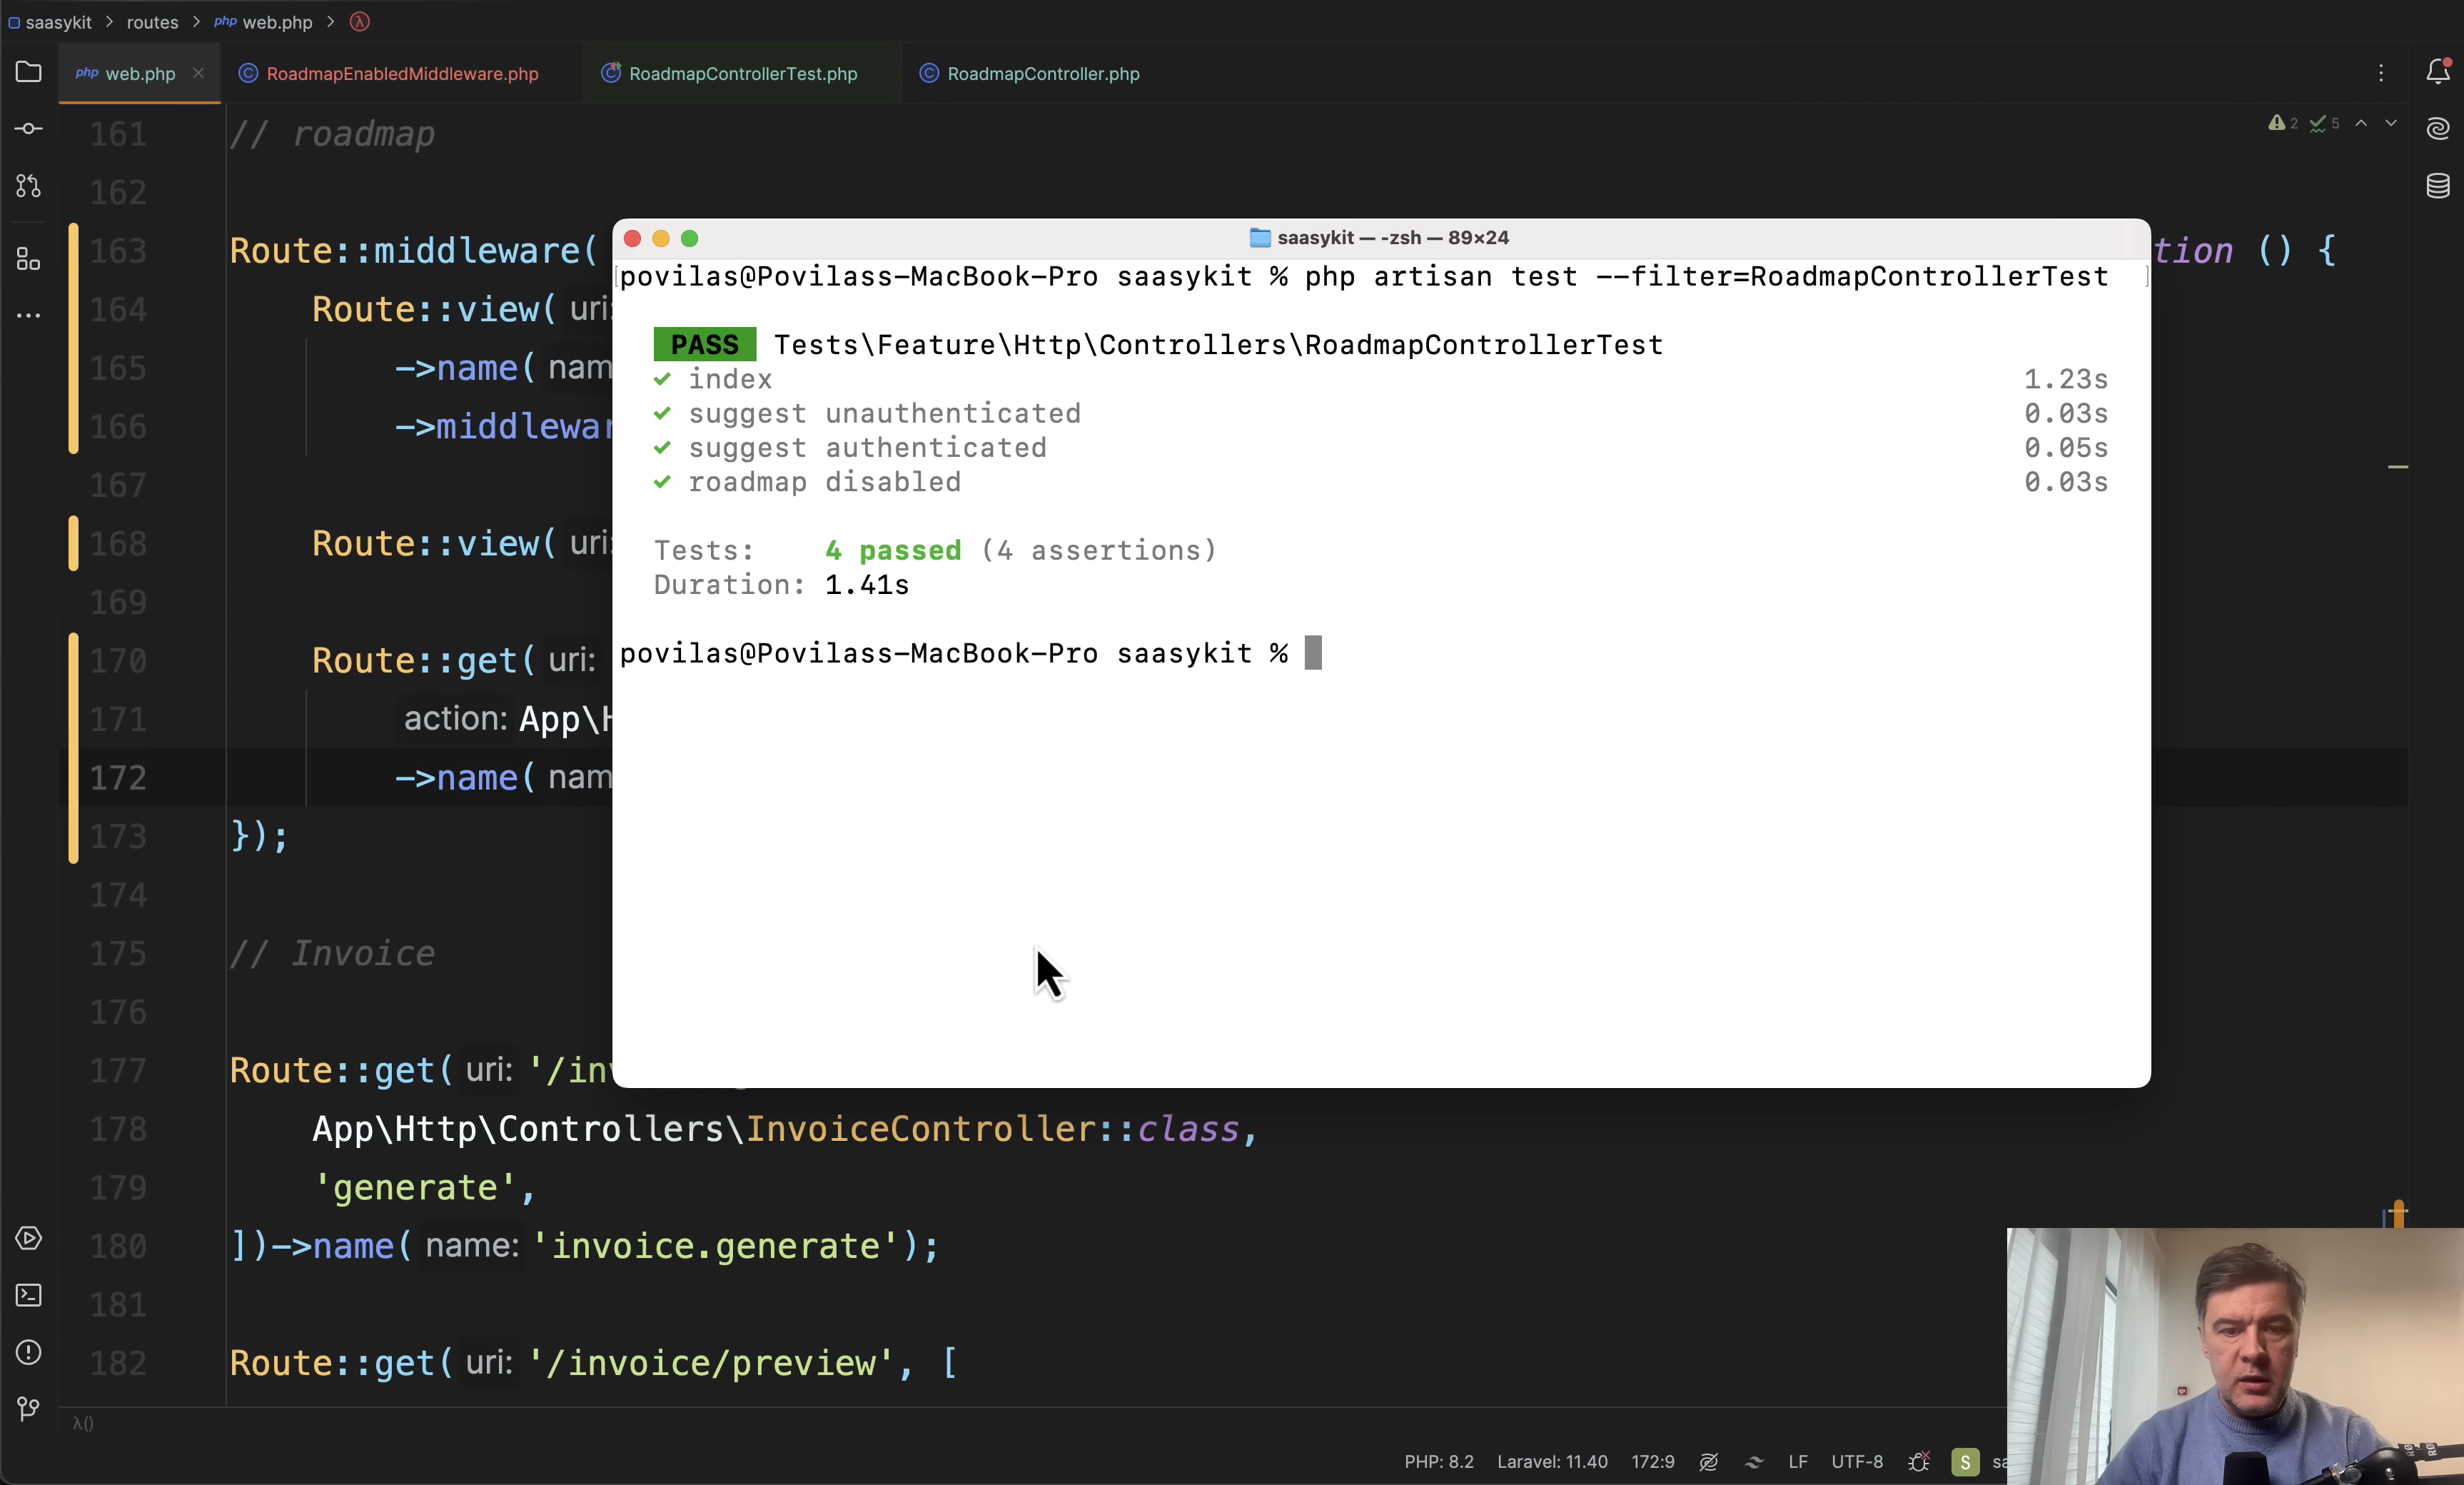 saasykit > routes > php web.php > λ
php web.php × RoadmapEnabledMiddleware.php RoadmapControllerTest.php RoadmapController.php
2 5
161 // roadmap
162
163 Route::middleware( tion () {
164 Route::view( uri:
165 ->name( nam
166 ->middlewar
167
168 Route::view( uri:
169
170 Route::get( uri:
171 action: App\H
172 ->name( nam
173 });
174
175 // Invoice
176
177 Route::get( uri: '/inv
178 App\Http\Controllers\InvoiceController::class,
179 'generate',
180 ])->name( name: 'invoice.generate');
181
182 Route::get( uri: '/invoice/preview', [
saasykit — -zsh — 89×24
povilas@Povilass-MacBook-Pro saasykit % php artisan test --filter=RoadmapControllerTest
PASS Tests\Feature\Http\Controllers\RoadmapControllerTest
✓ index 1.23s
✓ suggest unauthenticated 0.03s
✓ suggest authenticated 0.05s
✓ roadmap disabled 0.03s
Tests: 4 passed (4 assertions)
Duration: 1.41s
povilas@Povilass-MacBook-Pro saasykit %
λ()
PHP: 8.2 Laravel: 11.40 172:9 LF UTF-8 S sa